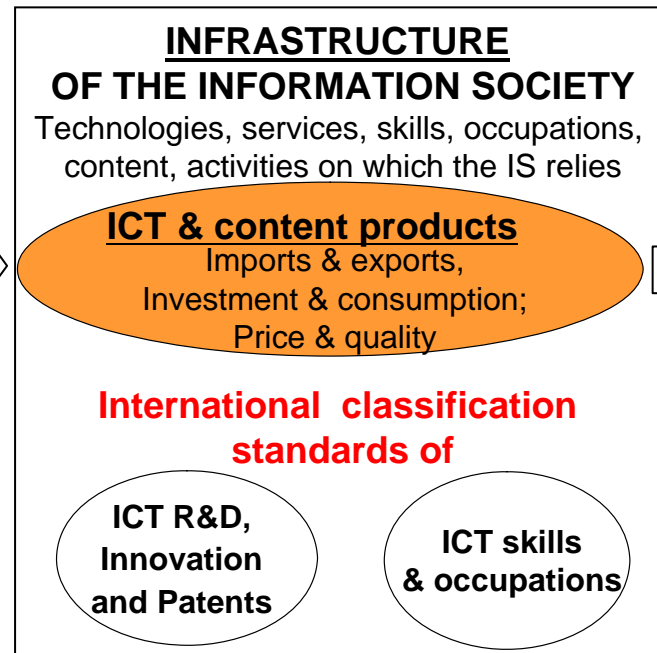 INFRASTRUCTURE
OF THE INFORMATION SOCIETY
Technologies, services, skills, occupations,
content, activities on which the IS relies
ICT & content products
Imports & exports,
Investment & consumption;
Price & quality
International classification
standards of
ICT R&D,
Innovation
and Patents
ICT skills
& occupations